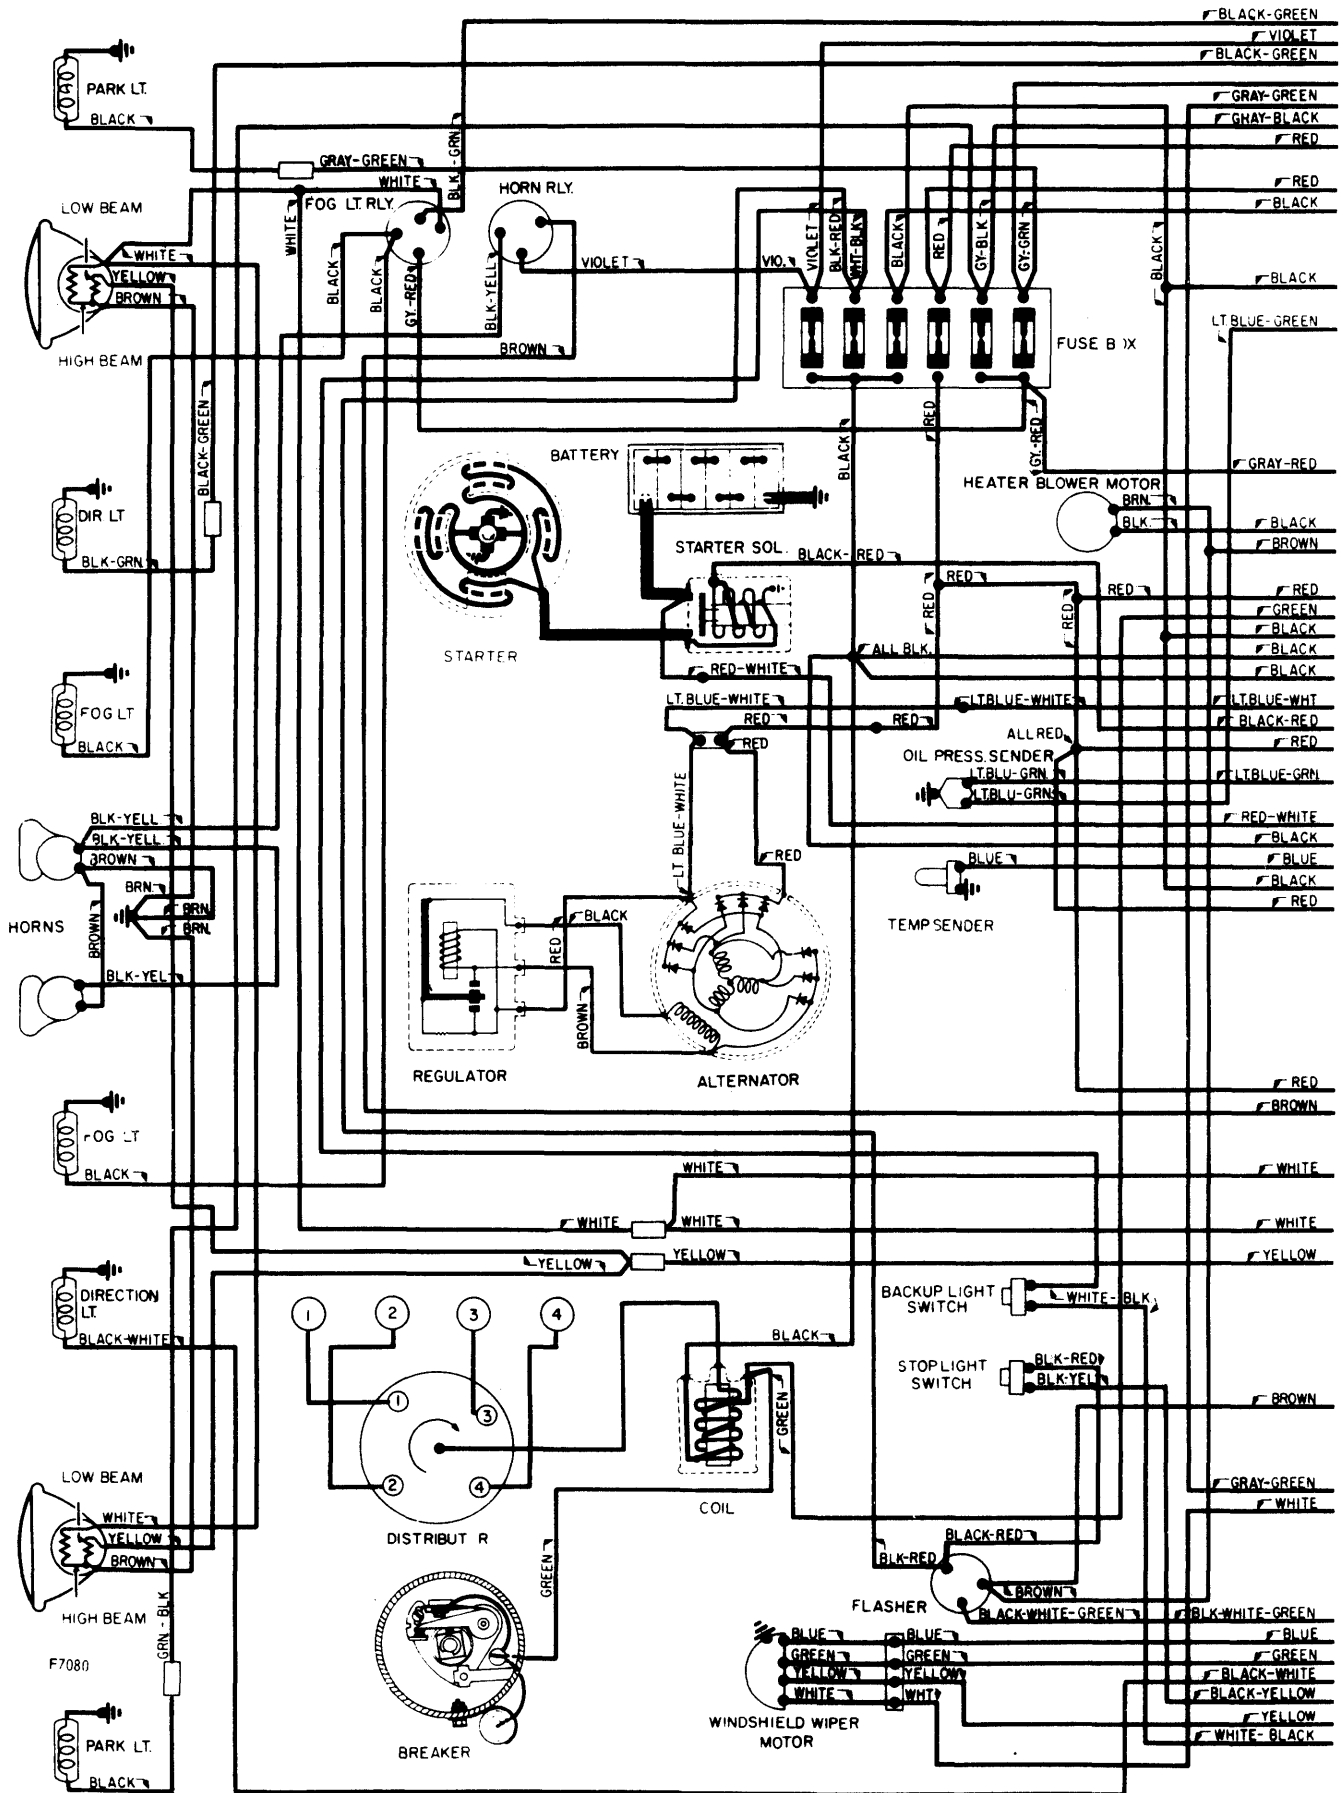 BLACK-GREEN
VIOLET
BLACK-GREEN
PARK LT.
BLACK
GRAY-GREEN
GRAY-BLACK
RED
BLK.-GRN.
GRAY-GREEN
WHITE
HORN RLY.
FOG LT. RLY.
RED
BLACK
LOW BEAM
WHITE
WHITE
YELLOW
BROWN
BLACK
BLACK
GY.-RED
BLK-YELL
VIOLET
VIO.
VIOLET
BLK-RED
WHT-BLK
BLACK
RED
GY-BLK
GY-GRN
BLACK
BLACK
LT. BLUE-GREEN
HIGH BEAM
BROWN
FUSE B X
BLACK-GREEN
BLACK
RED
GY.-RED
BATTERY
GRAY-RED
HEATER BLOWER MOTOR
BRN.
BLK.
BLACK
BROWN
DIR LT
BLK-GRN.
STARTER SOL.
BLACK-RED
RED
RED
RED
RED
RED
GREEN
BLACK
STARTER
ALL BLK.
BLACK
RED-WHITE
BLACK
FOG LT
BLACK
LT. BLUE-WHITE
LT. BLUE-WHITE
LT. BLUE-WHT
RED
RED
BLACK-RED
RED
ALL RED
RED
OIL PRESS. SENDER
LT.BLU-GRN.
LT.BLUE-GRN.
LT.BLU-GRN.
LT. BLUE-WHITE
BLK-YELL
RED-WHITE
BLK-YELL.
BLACK
BROWN
RED
BLUE
BLUE
BRN.
BLACK
HORNS
BRN.
BRN.
BROWN
BLACK
RED
RED
TEMP SENDER
BLK-YEL
BROWN
REGULATOR
ALTERNATOR
RED
BROWN
FOG LT
BLACK
WHITE
WHITE
WHITE
WHITE
WHITE
YELLOW
YELLOW
YELLOW
DIRECTION
LT.
BLACK-WHITE
1
2
3
4
BACKUP LIGHT
SWITCH
WHITE-BLK.
BLACK
STOPLIGHT
SWITCH
BLK-RED
BLK-YEL
BROWN
1
3
2
4
GREEN
LOW BEAM
WHITE
YELLOW
BROWN
HIGH BEAM
DISTRIBUT R
COIL
GRAY-GREEN
WHITE
BLACK-RED
BLK-RED
GREEN
BROWN
FLASHER
BLACK-WHITE-GREEN
BLK-WHITE-GREEN
GRN-BLK
F7080
BLUE
BLUE
BLUE
GREEN
GREEN
GREEN
YELLOW
YELLOW
BLACK-WHITE
WHITE
WHT
BLACK-YELLOW
YELLOW
WINDSHIELD WIPER
MOTOR
WHITE-BLACK
PARK LT.
BLACK
BREAKER